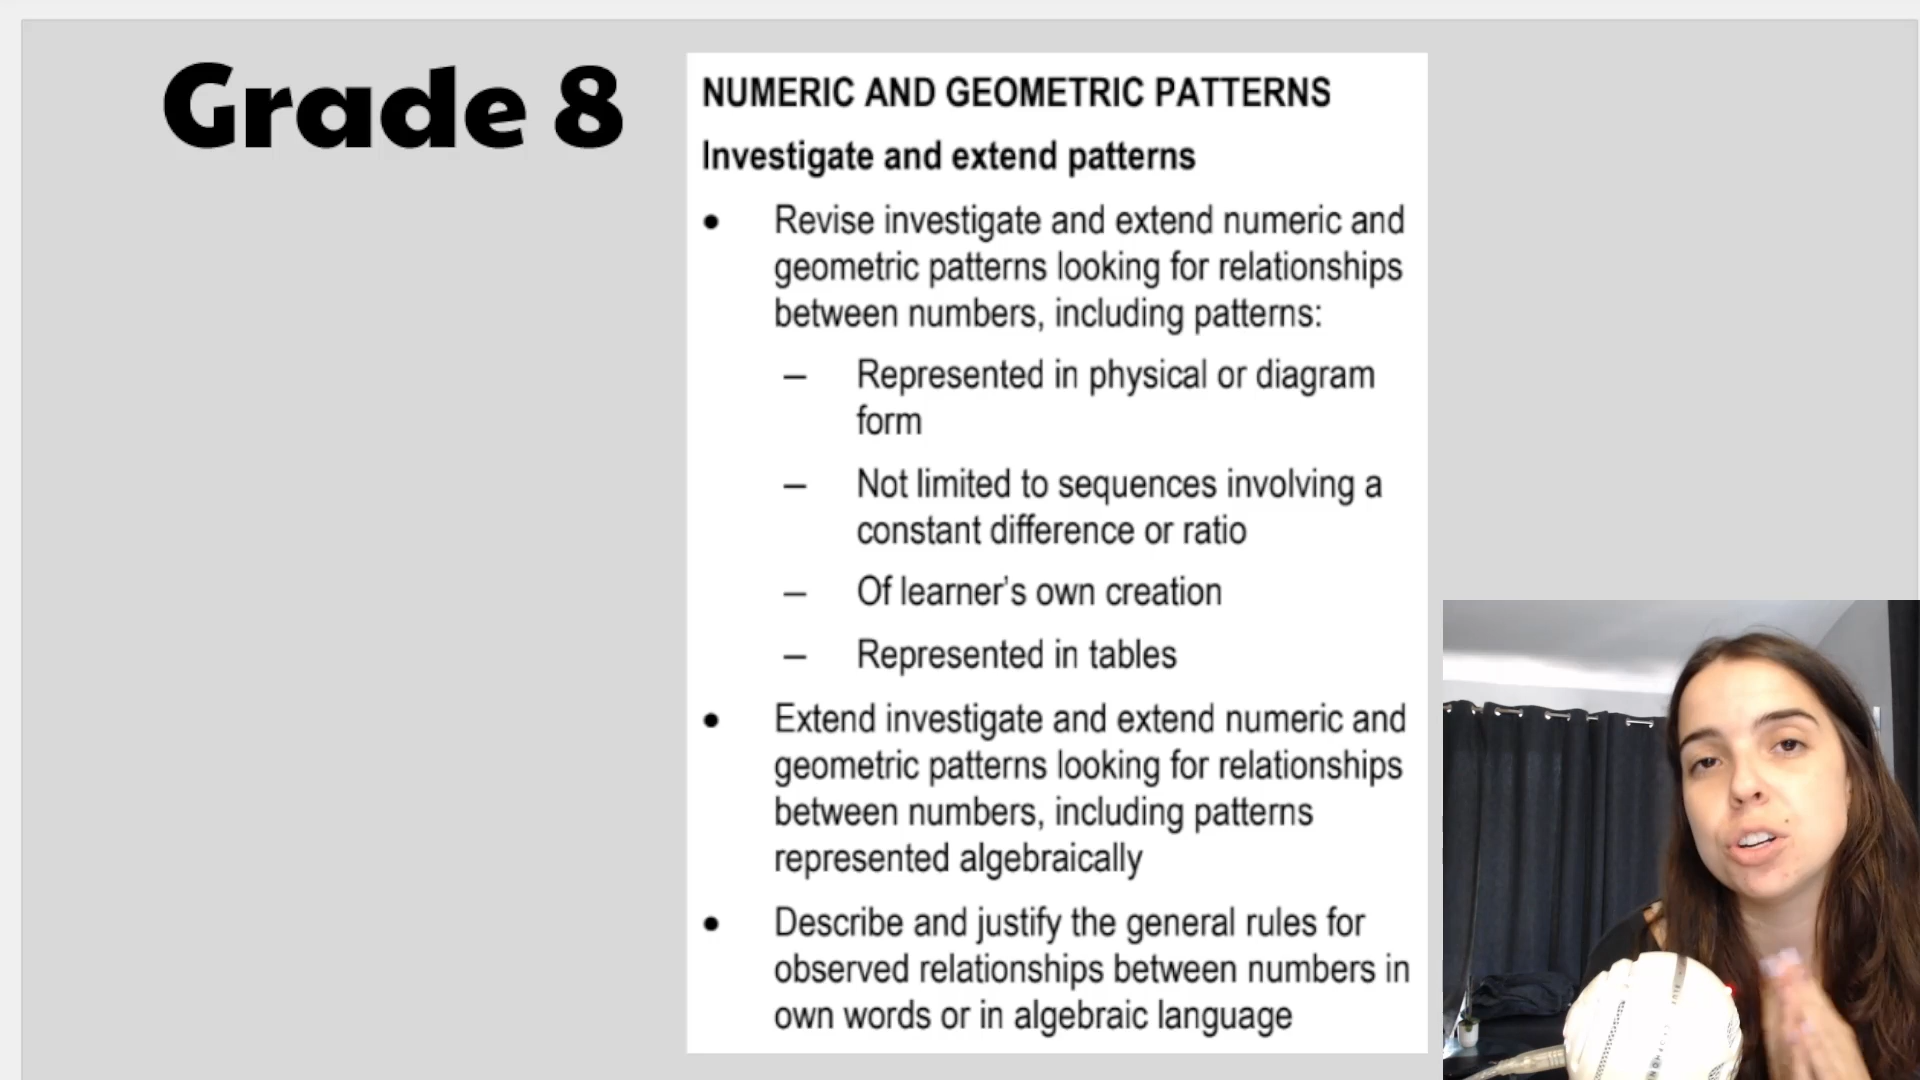 Grade 8
NUMERIC AND GEOMETRIC PATTERNS
Investigate and extend patterns
• Revise investigate and extend numeric and
geometric patterns looking for relationships
between numbers, including patterns:
– Represented in physical or diagram
form
– Not limited to sequences involving a
constant difference or ratio
– Of learner's own creation
– Represented in tables
• Extend investigate and extend numeric and
geometric patterns looking for relationships
between numbers, including patterns
represented algebraically
• Describe and justify the general rules for
observed relationships between numbers in
own words or in algebraic language